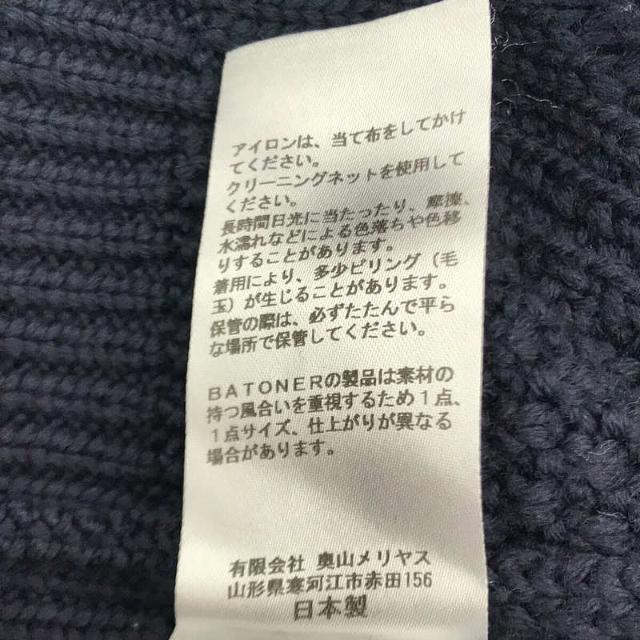 アイロンは、当て布をしてかけ
てください。
クリーニングネットを使用して
ください。
長時間日光に当たったり、摩擦、
水濡れなどによる色落ちや色移
りすることがあります。
着用により、多少ピリング（毛
玉）が生じることがあります。
保管の際は、必ずたたんで平ら
な場所で保管してください。
BATONERの製品は素材の
持つ風合いを重視するため1点、
1点サイズ、仕上がりが異なる
場合があります。
有限会社 奥山メリヤス
山形県寒河江市赤田156
日本製